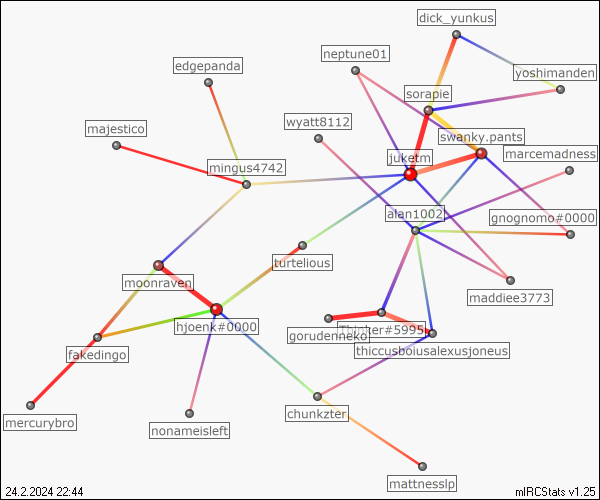 dick_yunkus
neptune01
edgepanda
yoshimanden
sorapie
wyatt8112
majestico
swanky.pants
juketm
marcemadness
mingus4742
alan1002
gnognomo#0000
turtelious
moonraven
maddiee3773
hjoenk#0000
Thinker#5995
gorudenneko
thiccusboiusalexusjoneus
fakedingo
chunkzter
mercurybro
nonameisleft
mattnesslp
24.2.2024 22:44
mIRCStats v1.25